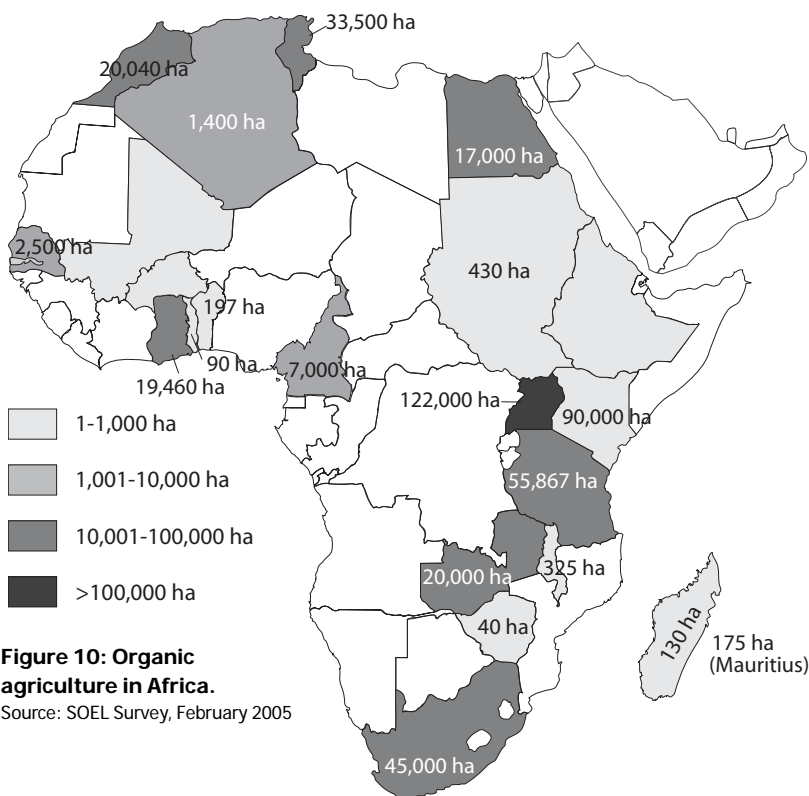 33,500 ha
20,040 ha
1,400 ha
17,000 ha
2,500 ha
430 ha
197 ha
90 ha
7,000 ha
19,460 ha
122,000 ha
90,000 ha
1-1,000 ha
1,001-10,000 ha
10,001-100,000 ha
>100,000 ha
55,867 ha
325 ha
20,000 ha
40 ha
130 ha
175 ha
(Mauritius)
45,000 ha
Figure 10: Organic
agriculture in Africa.
Source: SOEL Survey, February 2005